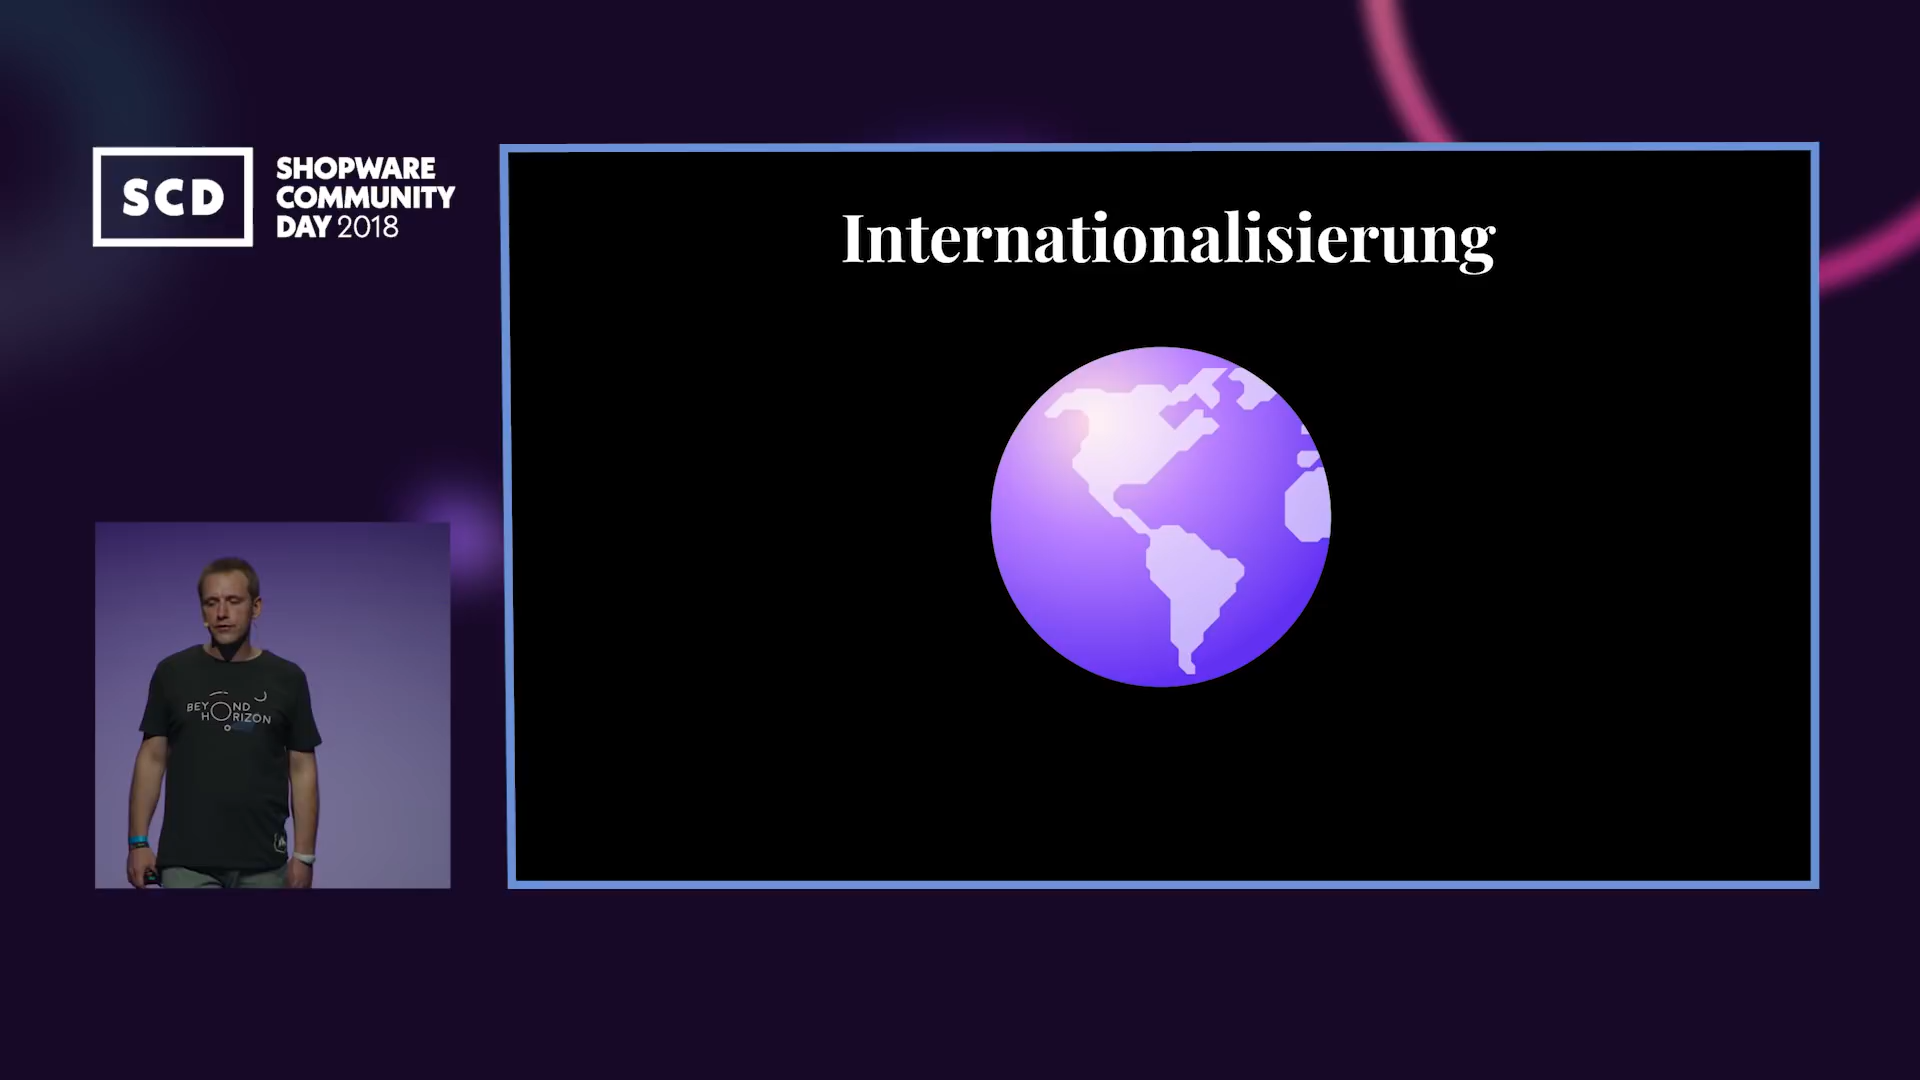 SCD
SHOPWARE
COMMUNITY
DAY 2018
Internationalisierung
BEYOND
HORIZON